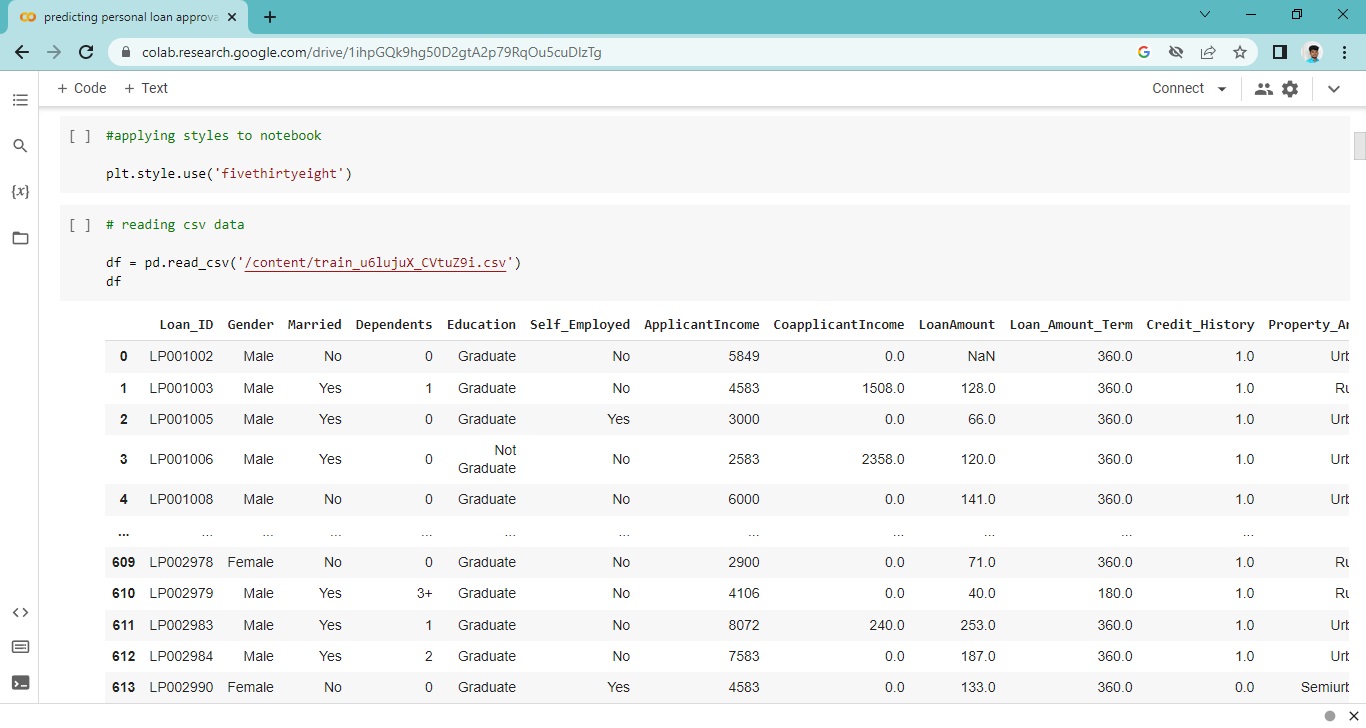 predicting personal loan approva
colab.research.google.com/drive/1ihpGQk9hg50D2gtA2p79RqOu5cuDlzTg
+ Code + Text Connect
[ ] #applying styles to notebook
plt.style.use('fivethirtyeight')
{x}
[ ] # reading csv data
df = pd.read_csv('/content/train_u6lujuX_CVtuZ9i.csv')
df
Loan_ID Gender Married Dependents Education Self_Employed ApplicantIncome CoapplicantIncome LoanAmount Loan_Amount_Term Credit_History Property_Ar
0 LP001002 Male No 0 Graduate No 5849 0.0 NaN 360.0 1.0 Urb
1 LP001003 Male Yes 1 Graduate No 4583 1508.0 128.0 360.0 1.0 Ru
2 LP001005 Male Yes 0 Graduate Yes 3000 0.0 66.0 360.0 1.0 Urb
3 LP001006 Male Yes 0 Not Graduate No 2583 2358.0 120.0 360.0 1.0 Urb
4 LP001008 Male No 0 Graduate No 6000 0.0 141.0 360.0 1.0 Urb
... ... ... ... ... ... ... ... ... ... ... ...
609 LP002978 Female No 0 Graduate No 2900 0.0 71.0 360.0 1.0 Ru
610 LP002979 Male Yes 3+ Graduate No 4106 0.0 40.0 180.0 1.0 Ru
611 LP002983 Male Yes 1 Graduate No 8072 240.0 253.0 360.0 1.0 Urb
612 LP002984 Male Yes 2 Graduate No 7583 0.0 187.0 360.0 1.0 Urb
613 LP002990 Female No 0 Graduate Yes 4583 0.0 133.0 360.0 0.0 Semiurb